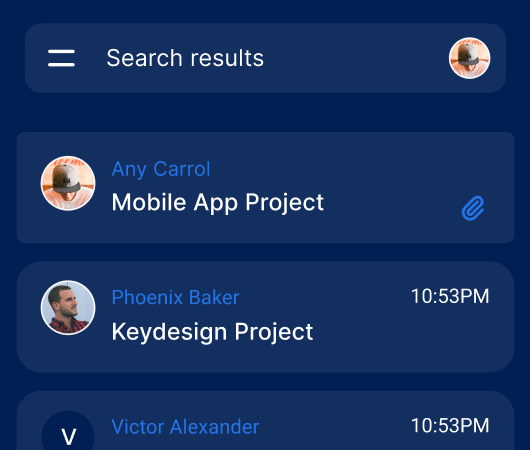 Search results
Any Carrol
Mobile App Project
Phoenix Baker
10:53PM
Keydesign Project
V
Victor Alexander
10:53PM